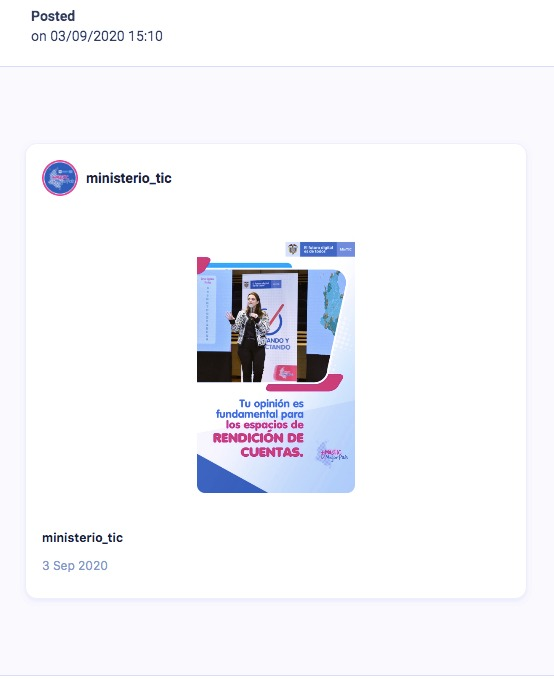 Posted
on 03/09/2020 15:10
ministerio_tic
El futuro digital
es de todos
MinTIC
ANDO Y
CTANDO
Tu opinión es
fundamental para
los espacios de
RENDICIÓN DE
CUENTAS.
ministerio_tic
3 Sep 2020